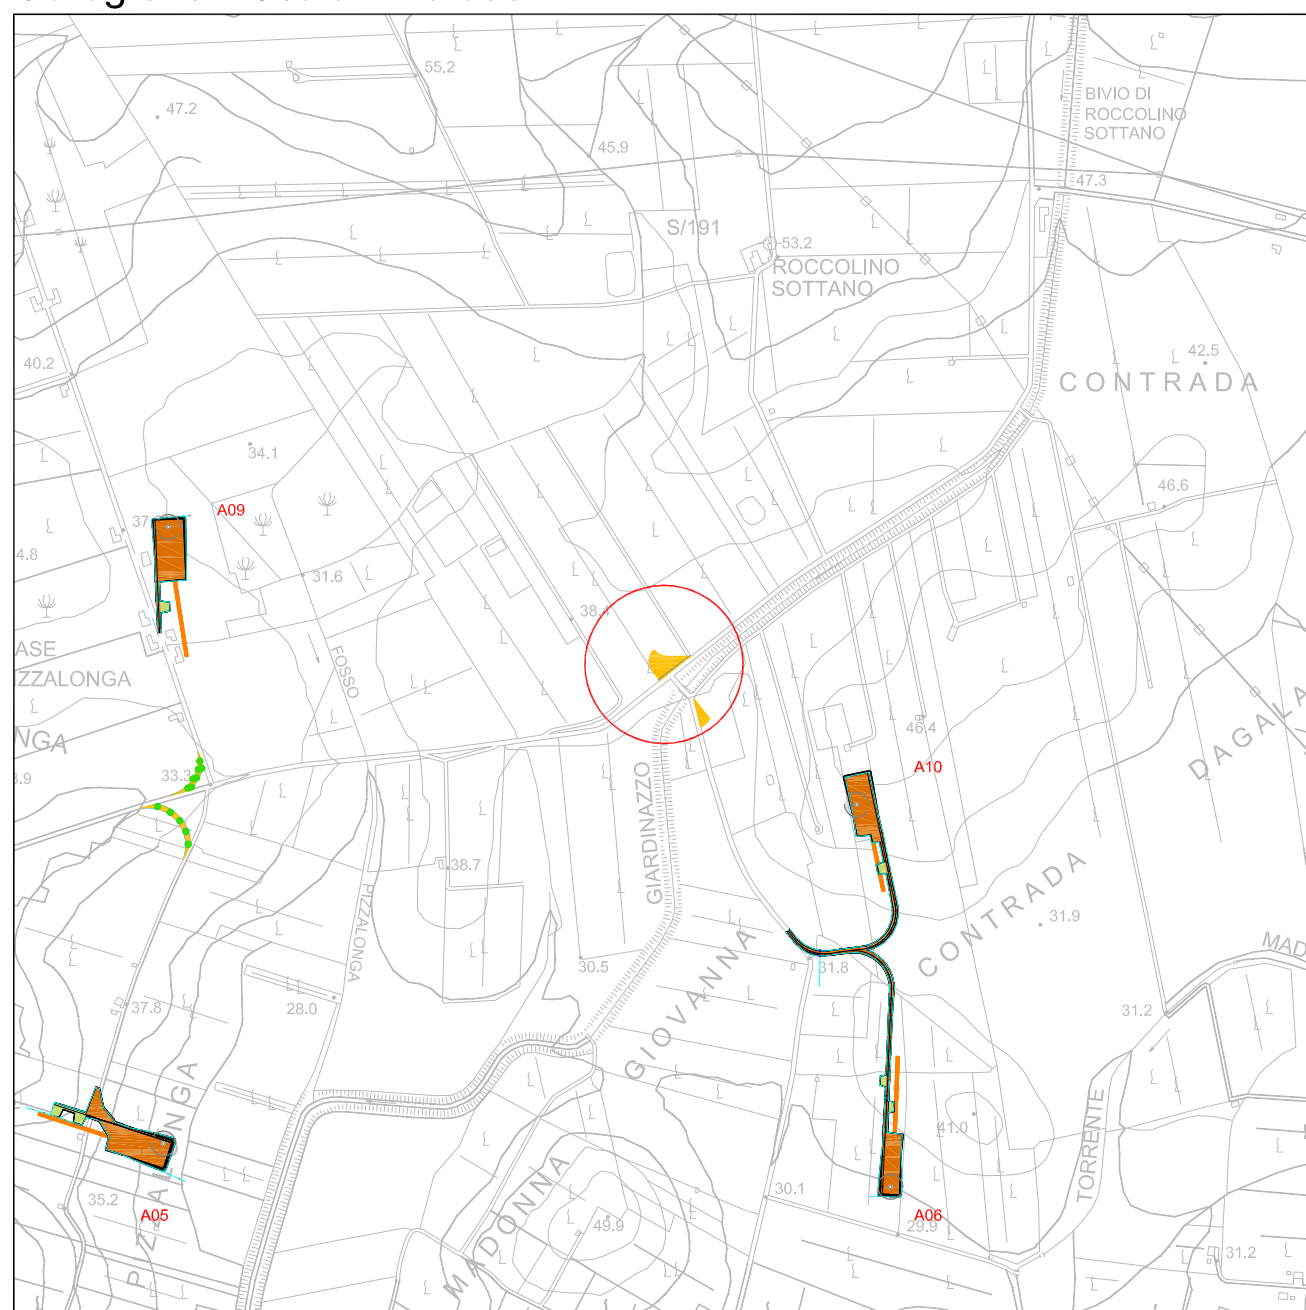 55.2
47.2
BIVIO DI
ROCCOLINO
SOTTANO
45.9
47.3
S/191
53.2
ROCCOLINO
SOTTANO
40.2
42.5
CONTRADA
34.1
46.6
A09
31.6
38.4
FOSSO
46.4
DAGALA
33.3
A10
GIARDINAZZO
38.7
PIZZALONGA
CONTRADA
31.9
30.5
31.8
GIOVANNA
37.8
28.0
31.2
PIZZALONGA
41.0
TORRENTE
MADONNA
35.2
A05
30.1
49.9
A06
29.9
31.2